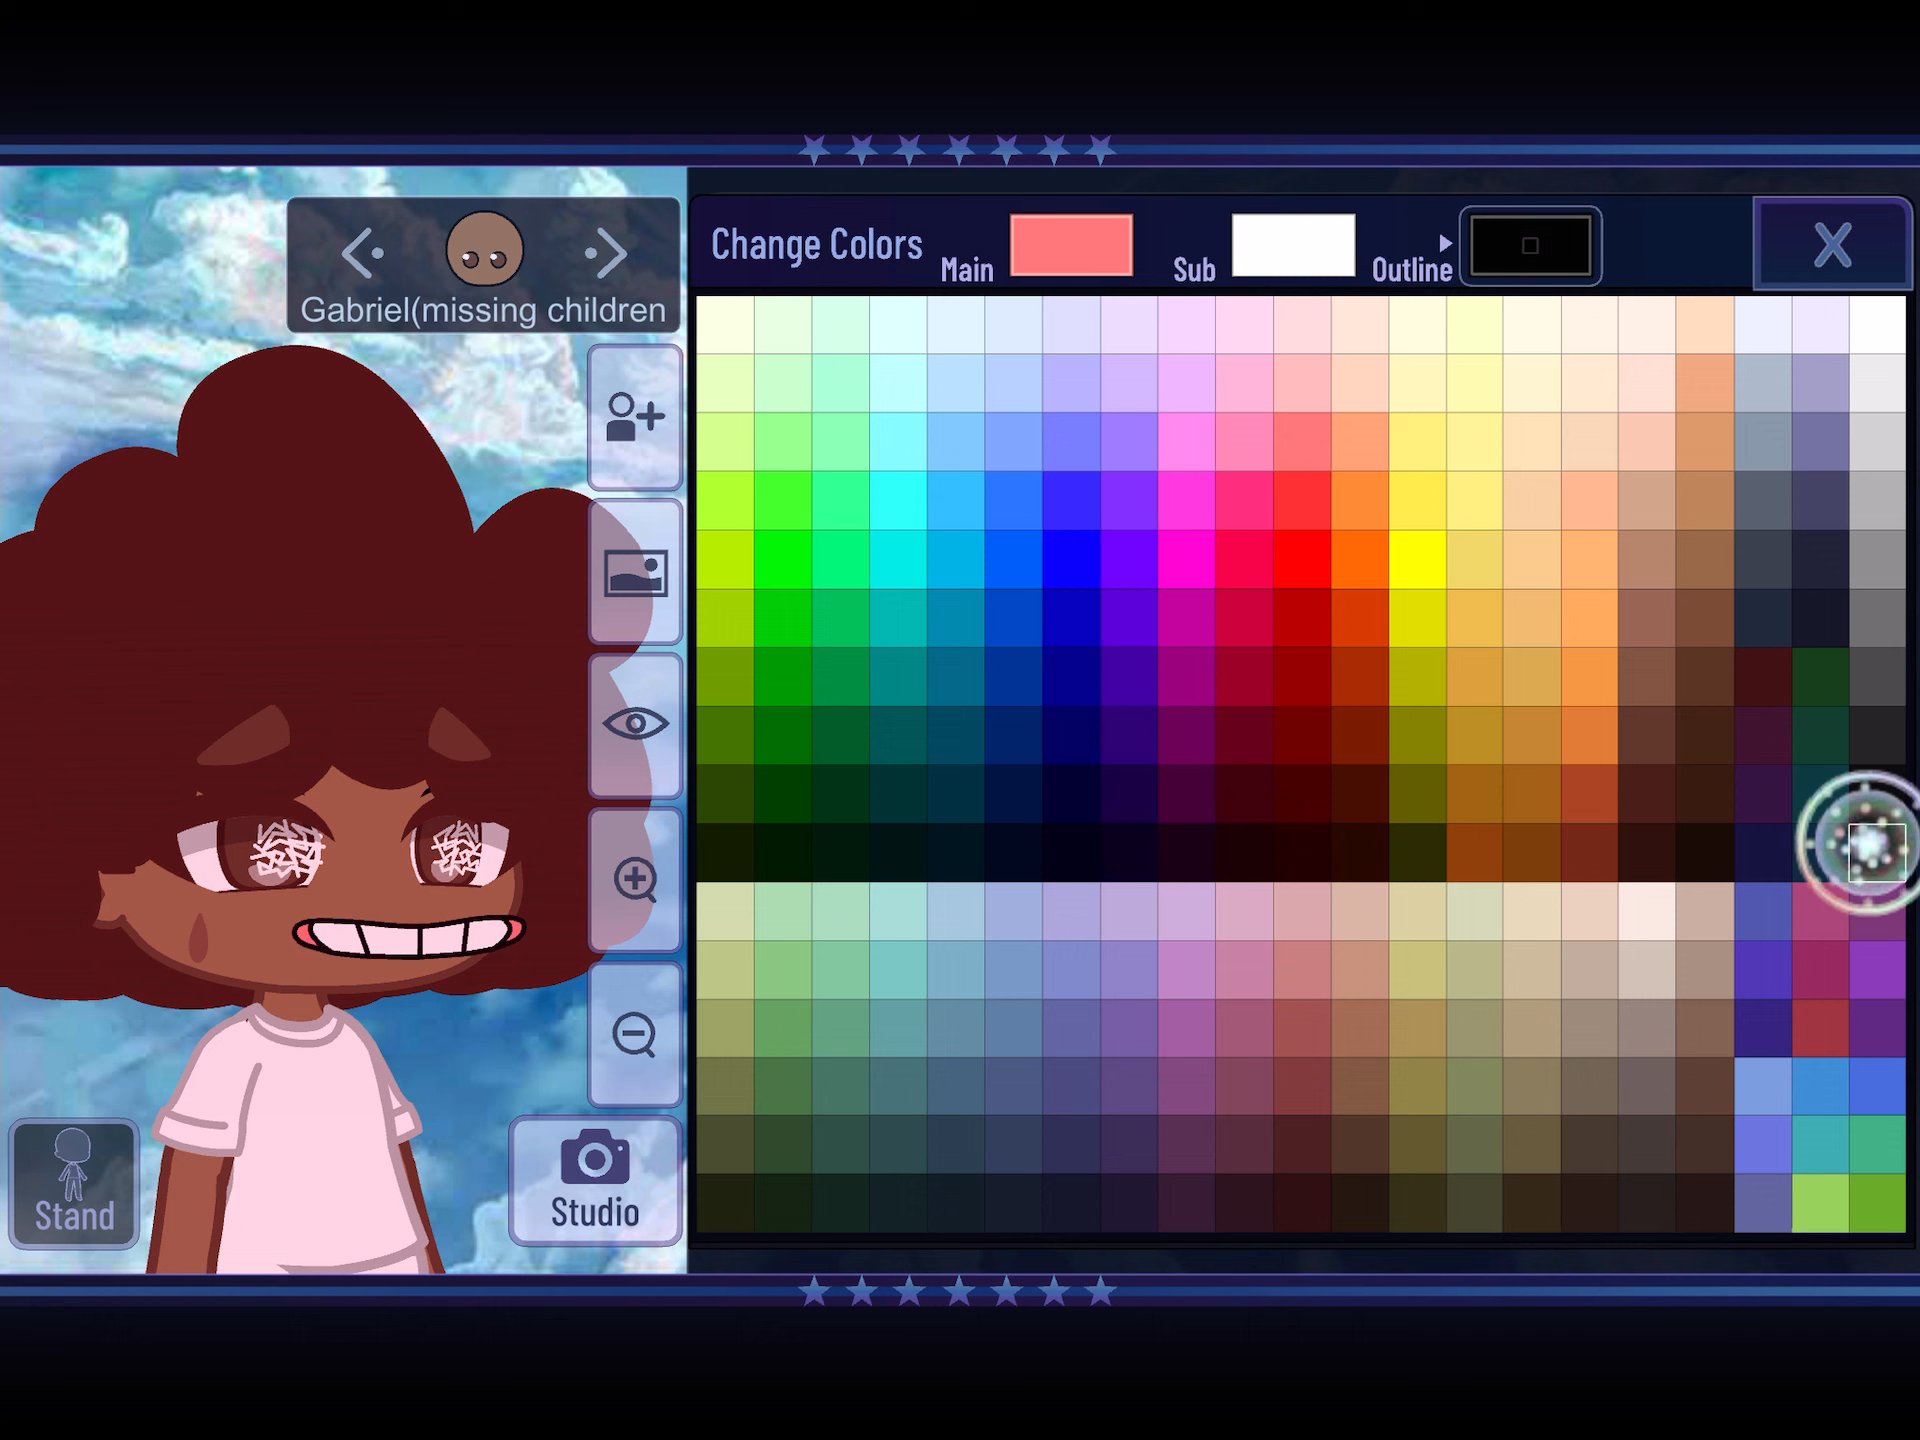 Gabriel(missing children
Change Colors
Main
Sub
Outline
X
Stand
Studio